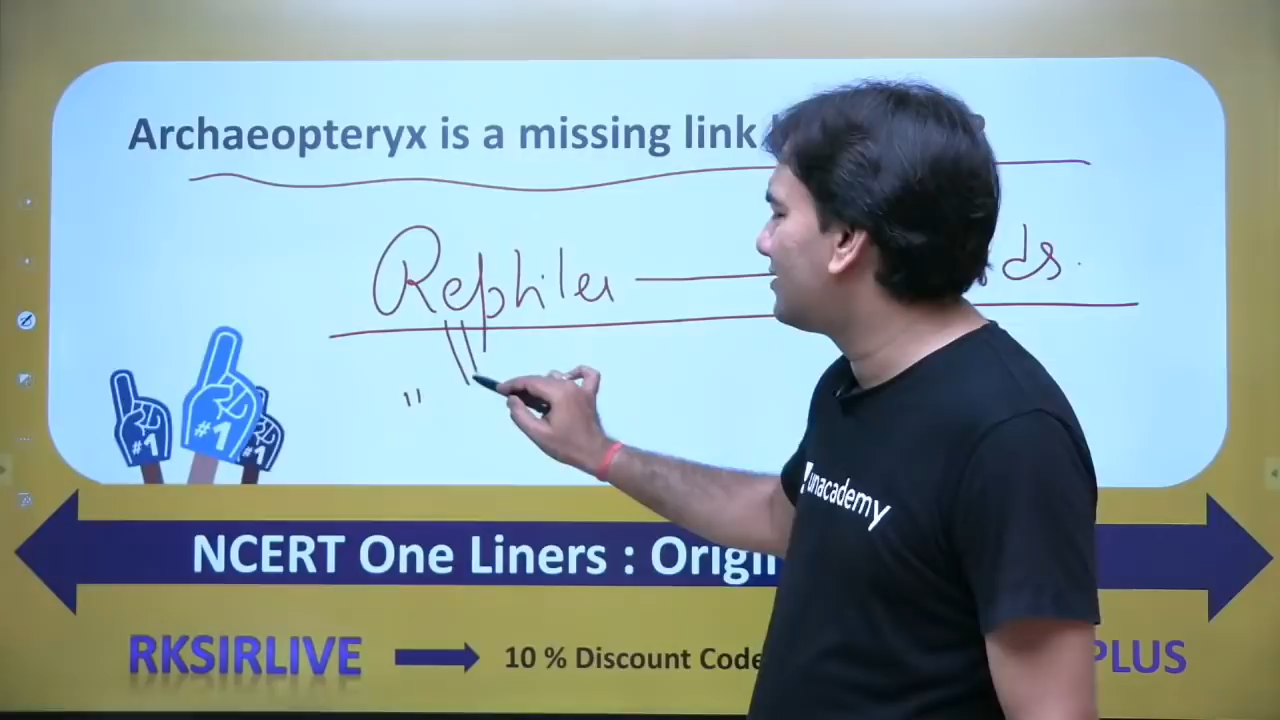 Archaeopteryx is a missing link
Reptiles ds.
"
#1 #1 #1
unacademy
NCERT One Liners : Origi
RKSIRLIVE 10 % Discount Code PLUS